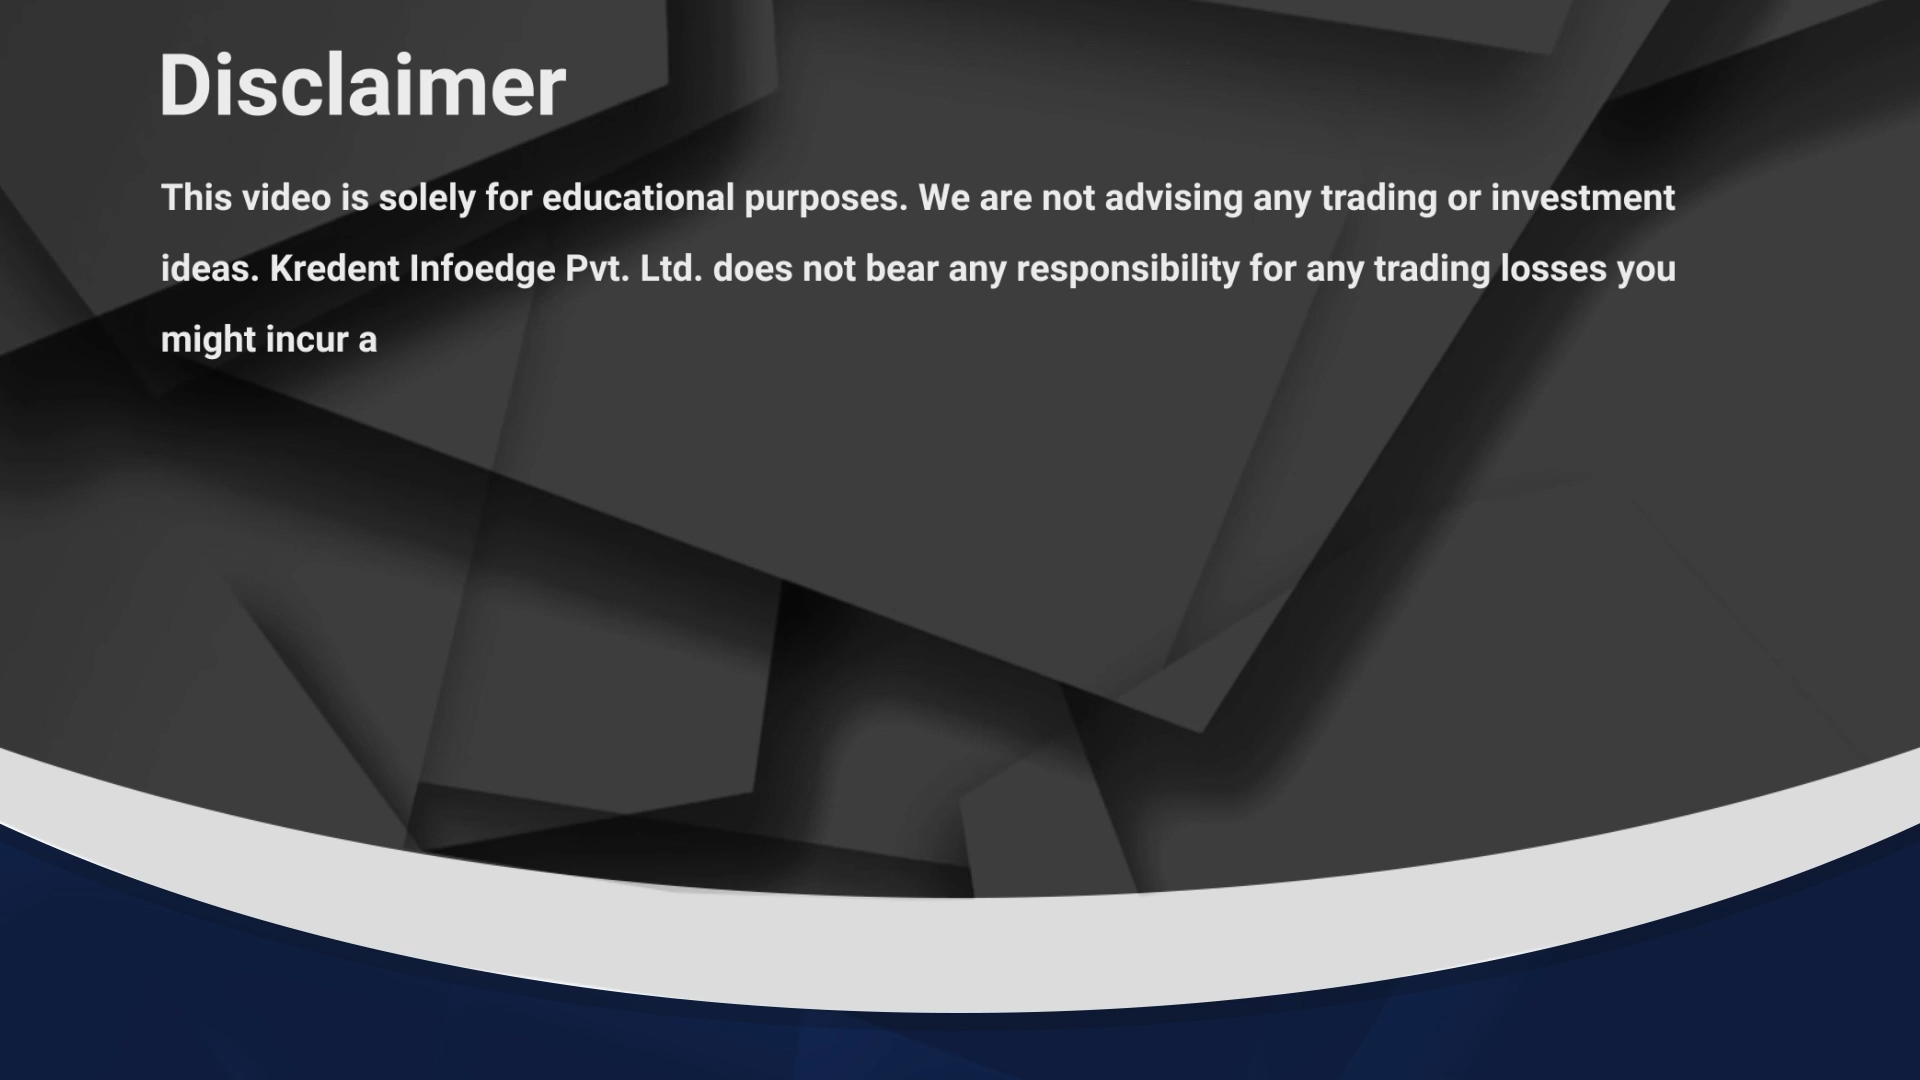 Disclaimer
This video is solely for educational purposes. We are not advising any trading or investment
ideas. Kredent Infoedge Pvt. Ltd. does not bear any responsibility for any trading losses you
might incur a